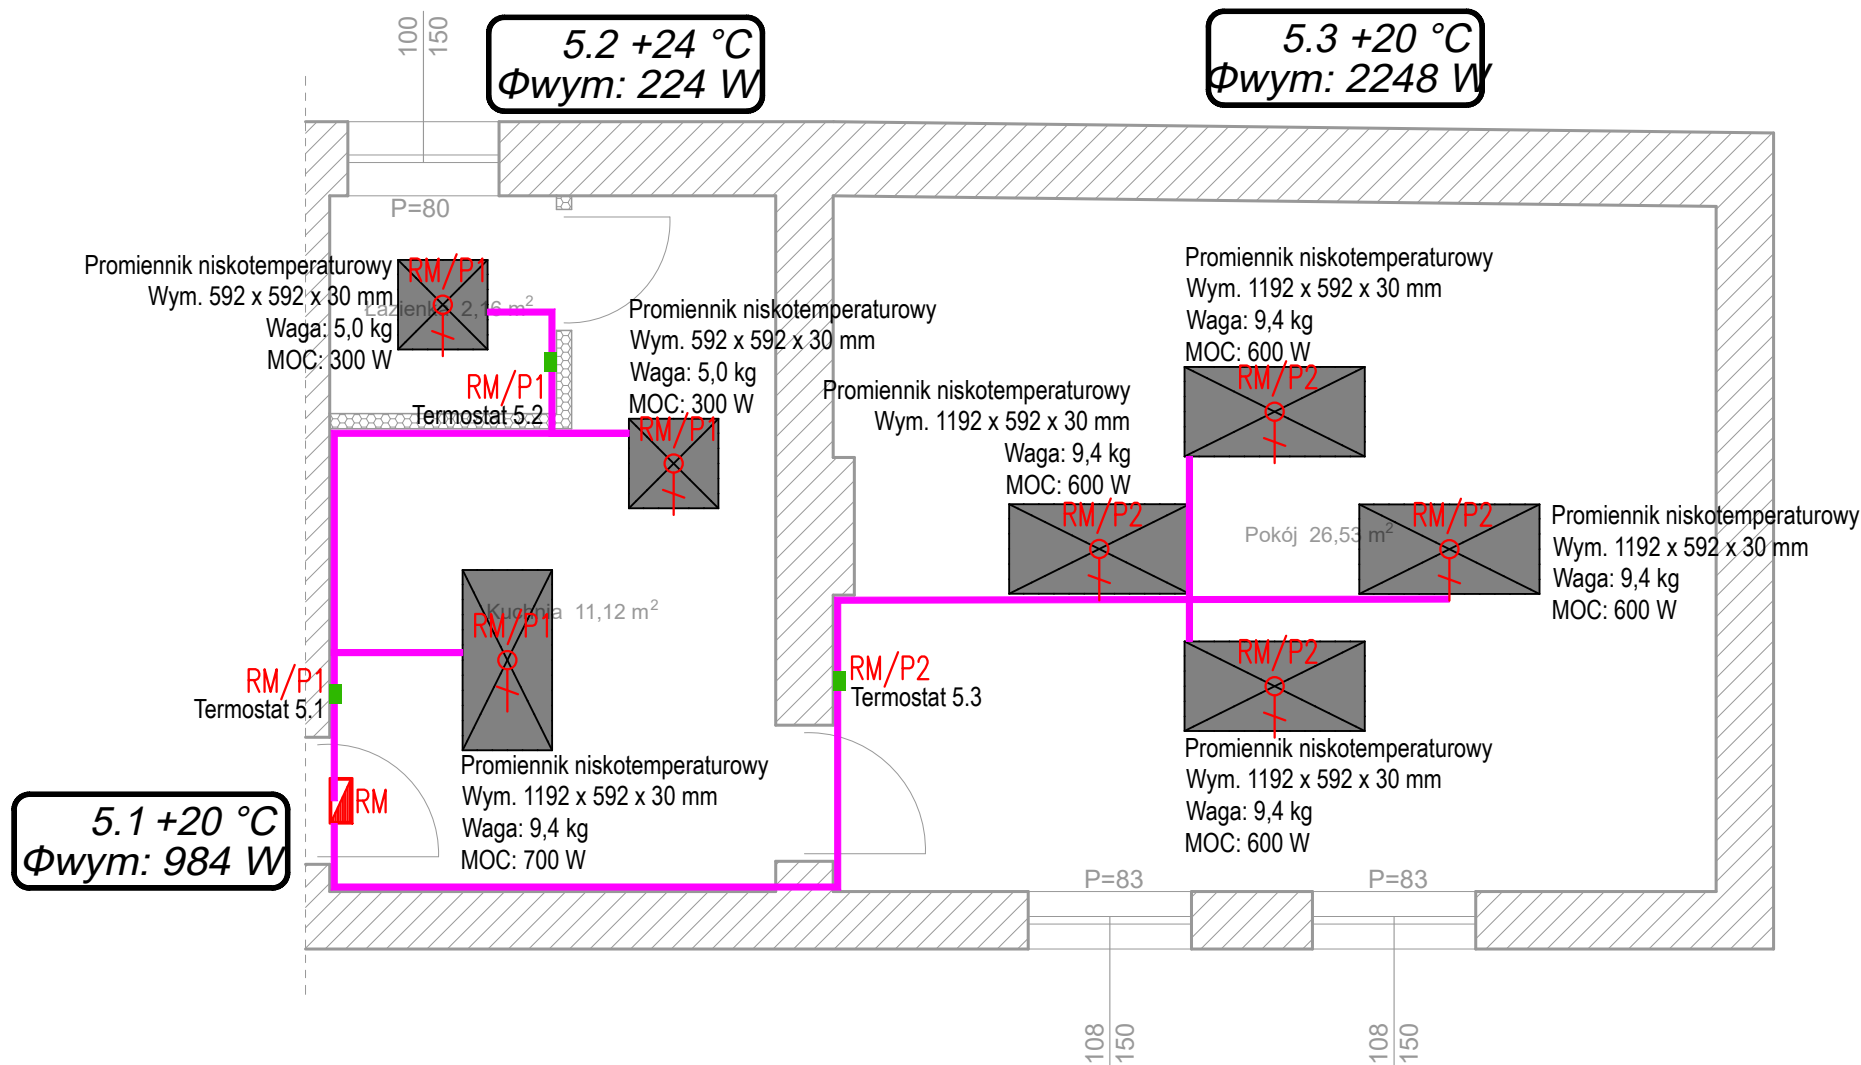 100
150
5.2 +24 °C
Φwym: 224 W
5.3 +20 °C
Φwym: 2248 W
P=80
Promiennik niskotemperaturowy
Wym. 592 x 592 x 30 mm
Waga: 5,0 kg
MOC: 300 W
RM/P1
Łazienka 2,16 m²
RM/P1
Termostat 5.2
Promiennik niskotemperaturowy
Wym. 592 x 592 x 30 mm
Waga: 5,0 kg
MOC: 300 W
RM/P1
Promiennik niskotemperaturowy
Wym. 1192 x 592 x 30 mm
Waga: 9,4 kg
MOC: 600 W
RM/P2
Promiennik niskotemperaturowy
Wym. 1192 x 592 x 30 mm
Waga: 9,4 kg
MOC: 600 W
RM/P2
Pokój 26,53 m²
RM/P2
Promiennik niskotemperaturowy
Wym. 1192 x 592 x 30 mm
Waga: 9,4 kg
MOC: 600 W
Kuchnia 11,12 m²
RM/P1
RM/P1
Termostat 5.1
RM/P2
Termostat 5.3
RM/P2
Promiennik niskotemperaturowy
Wym. 1192 x 592 x 30 mm
Waga: 9,4 kg
MOC: 600 W
Promiennik niskotemperaturowy
Wym. 1192 x 592 x 30 mm
Waga: 9,4 kg
MOC: 700 W
RM
5.1 +20 °C
Φwym: 984 W
P=83
P=83
108
150
108
150